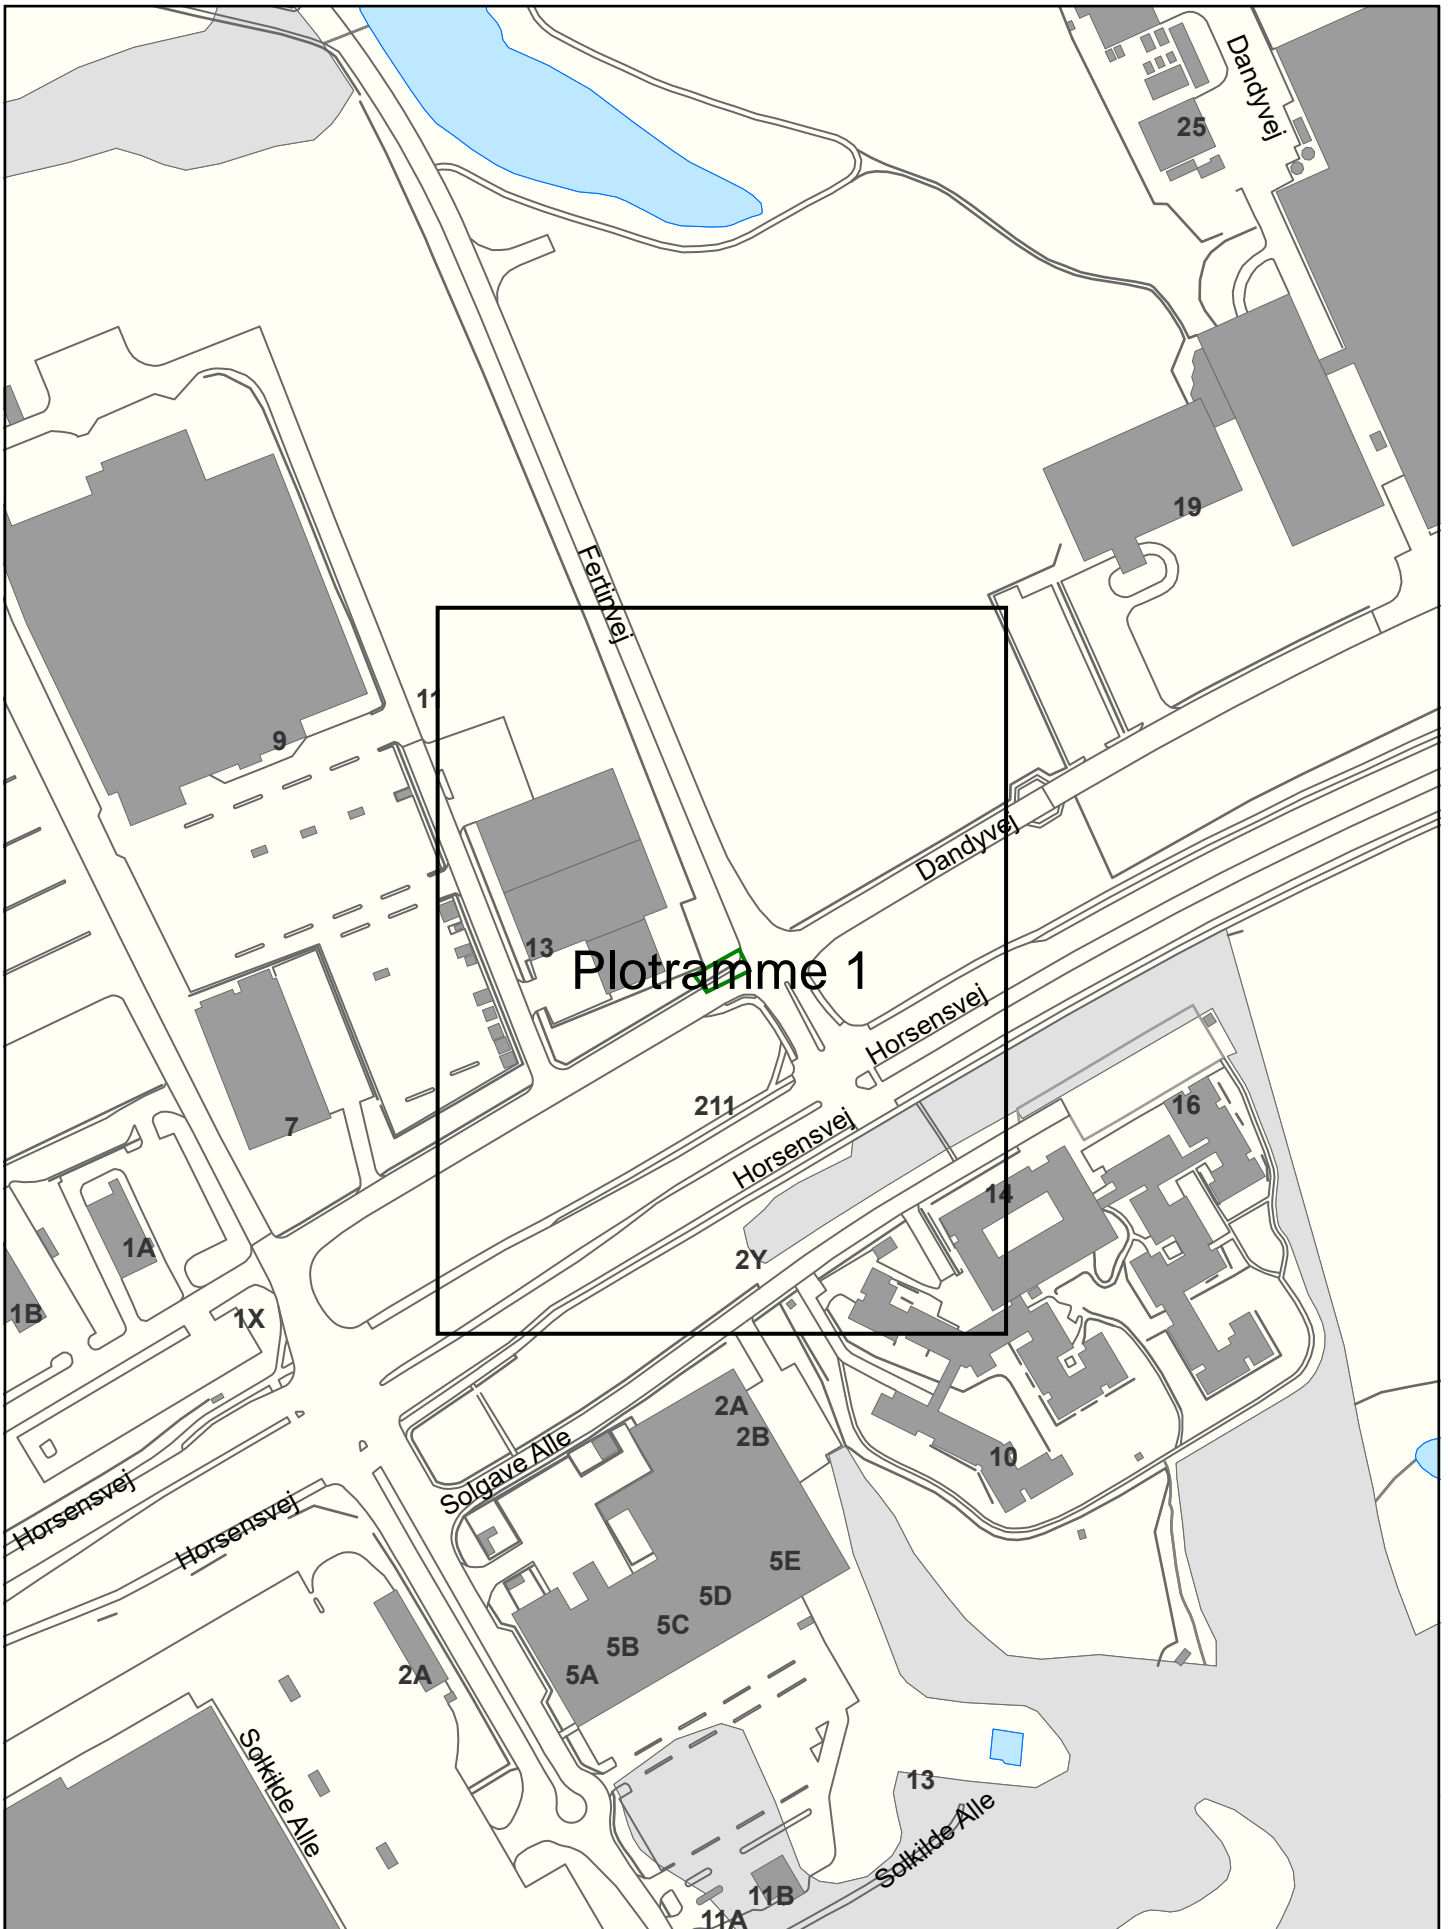 Dandyvej
25
19
Fertinvej
11
9
Dandyvej
13
Plotramme 1
Horsensvej
211
16
7
Horsensvej
14
1A
2Y
1B
1X
2A
2B
Solgave Alle
10
Horsensvej
Horsensvej
5E
5D
5C
5B
5A
2A
Solkilde Alle
13
Solkilde Alle
11B
11A